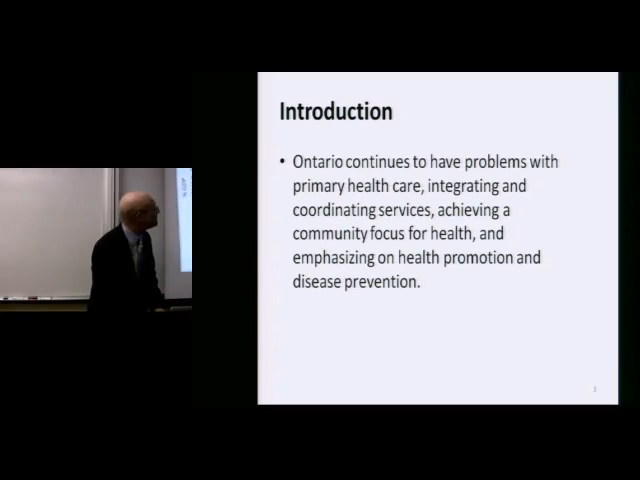 Introduction
• Ontario continues to have problems with
primary health care, integrating and
coordinating services, achieving a
community focus for health, and
emphasizing on health promotion and
disease prevention.
3